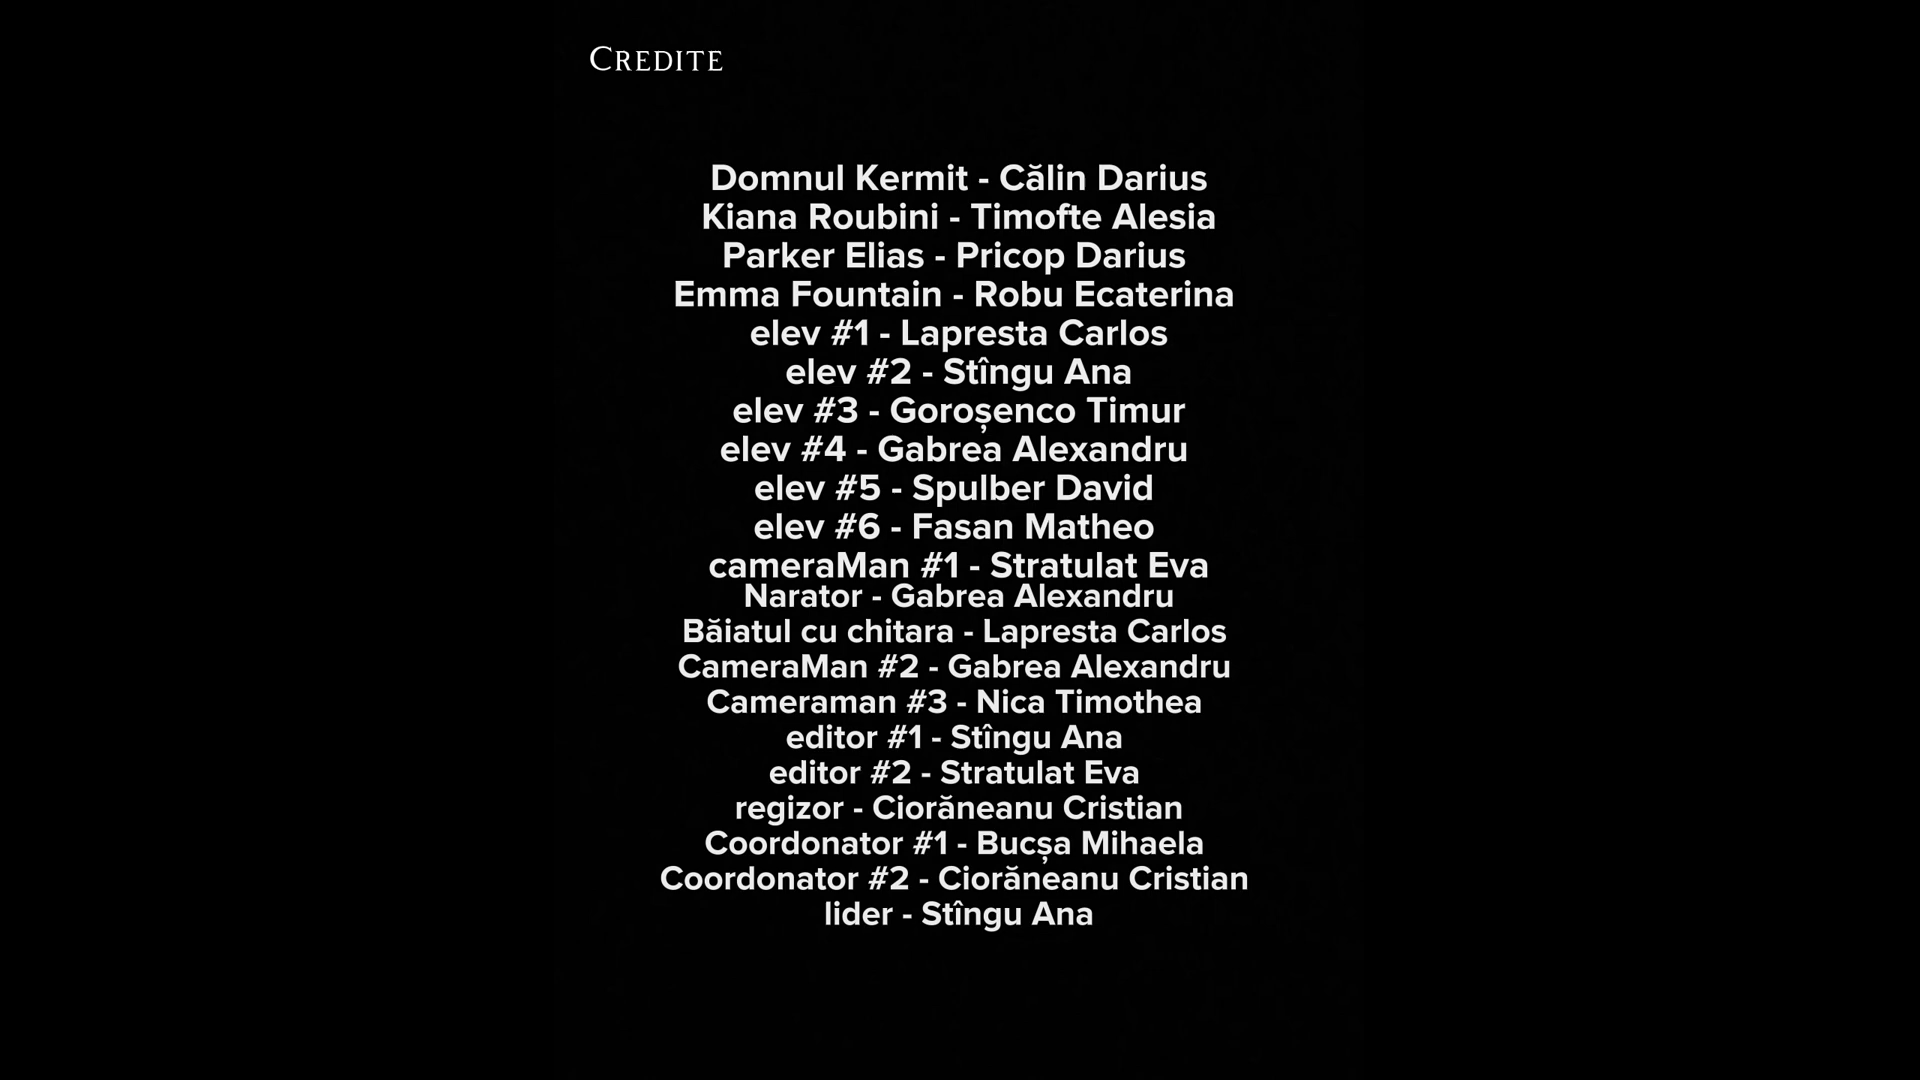 CREDITE
Domnul Kermit - Călin Darius
Kiana Roubini - Timofte Alesia
Parker Elias - Pricop Darius
Emma Fountain - Robu Ecaterina
elev #1 - Lapresta Carlos
elev #2 - Stîngu Ana
elev #3 - Goroșenco Timur
elev #4 - Gabrea Alexandru
elev #5 - Spulber David
elev #6 - Fasan Matheo
cameraMan #1 - Stratulat Eva
Narator - Gabrea Alexandru
Băiatul cu chitara - Lapresta Carlos
CameraMan #2 - Gabrea Alexandru
Cameraman #3 - Nica Timothea
editor #1 - Stîngu Ana
editor #2 - Stratulat Eva
regizor - Ciorăneanu Cristian
Coordonator #1 - Bucșa Mihaela
Coordonator #2 - Ciorăneanu Cristian
lider - Stîngu Ana